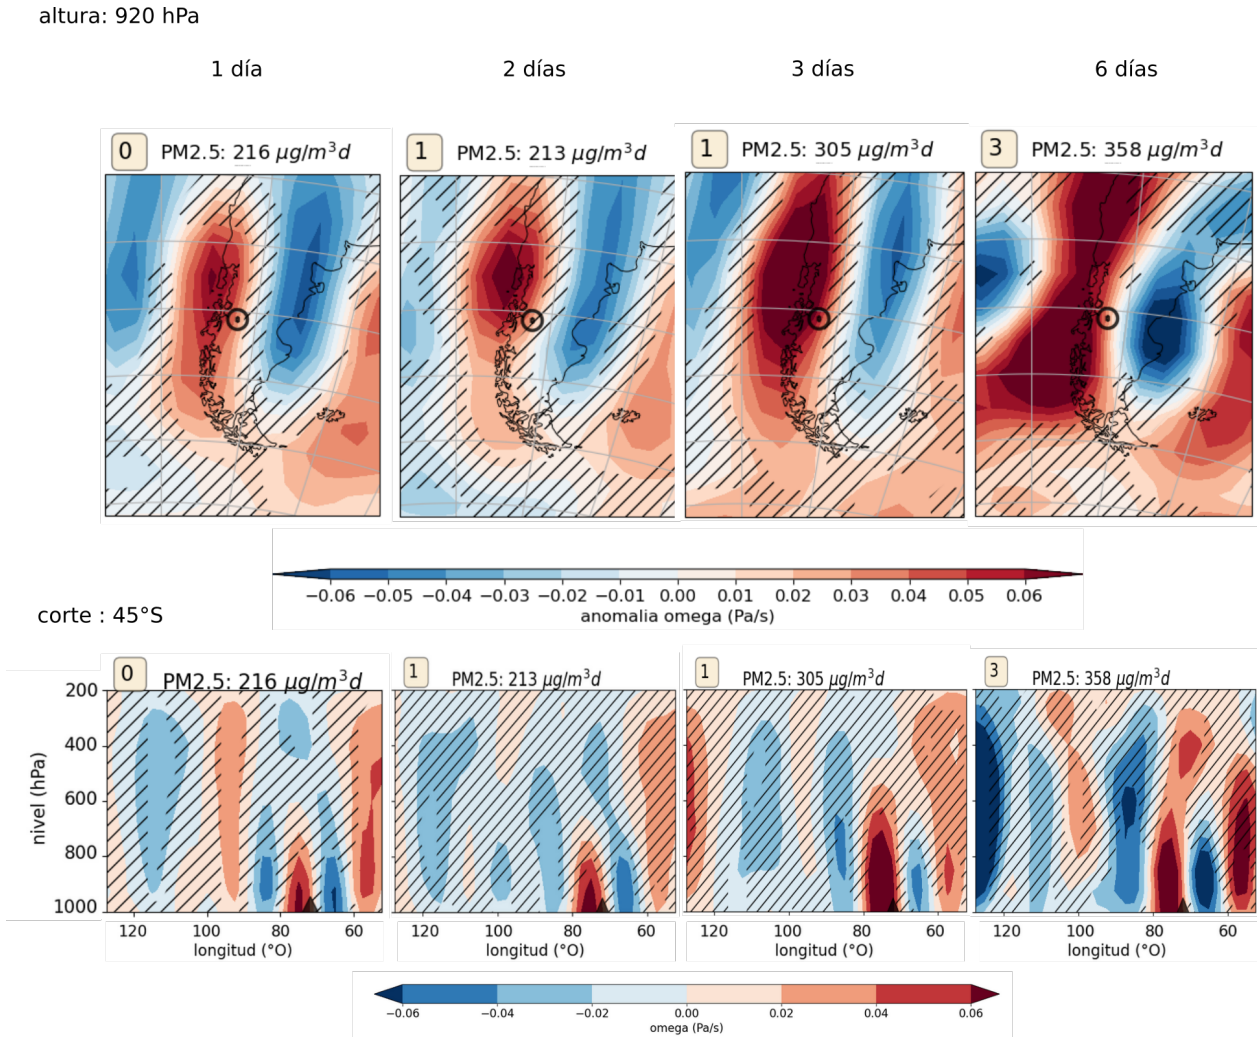 altura: 920 hPa
1 día 2 días 3 días 6 días
0 PM2.5: 216 μg/m³d 1 PM2.5: 213 μg/m³d 1 PM2.5: 305 μg/m³d 3 PM2.5: 358 μg/m³d
−0.06 −0.05 −0.04 −0.03 −0.02 −0.01 0.00 0.01 0.02 0.03 0.04 0.05 0.06
anomalia omega (Pa/s)
corte : 45°S
0 PM2.5: 216 μg/m³d 1 PM2.5: 213 μg/m³d 1 PM2.5: 305 μg/m³d 3 PM2.5: 358 μg/m³d
200
400
600
800
1000
nivel (hPa)
120 100 80 60 120 100 80 60 120 100 80 60 120 100 80 60
longitud (°O) longitud (°O) longitud (°O) longitud (°O)
−0.06 −0.04 −0.02 0.00 0.02 0.04 0.06
omega (Pa/s)